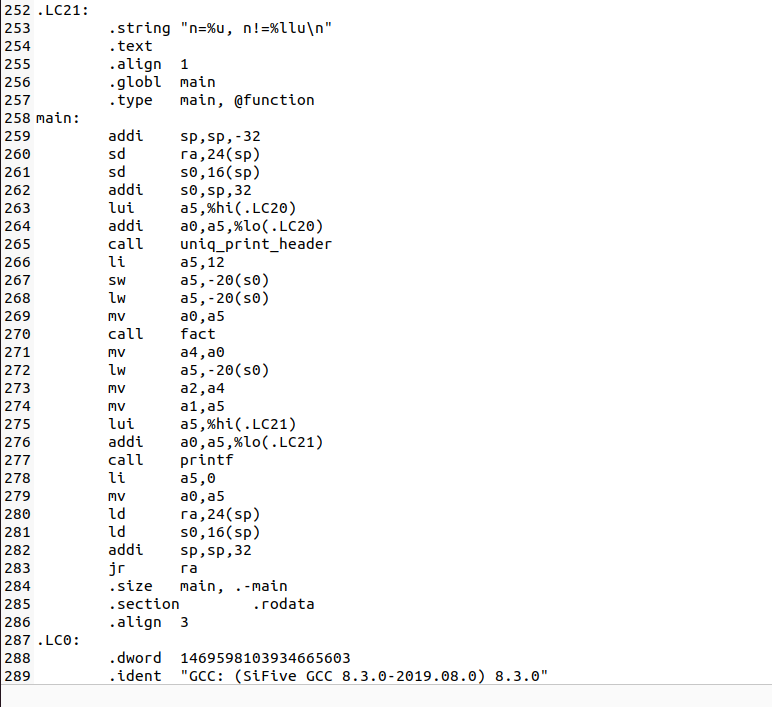 252 .LC21:
253 .string "n=%u, n!=%llu\n"
254 .text
255 .align 1
256 .globl main
257 .type main, @function
258 main:
259 addi sp,sp,-32
260 sd ra,24(sp)
261 sd s0,16(sp)
262 addi s0,sp,32
263 lui a5,%hi(.LC20)
264 addi a0,a5,%lo(.LC20)
265 call uniq_print_header
266 li a5,12
267 sw a5,-20(s0)
268 lw a5,-20(s0)
269 mv a0,a5
270 call fact
271 mv a4,a0
272 lw a5,-20(s0)
273 mv a2,a4
274 mv a1,a5
275 lui a5,%hi(.LC21)
276 addi a0,a5,%lo(.LC21)
277 call printf
278 li a5,0
279 mv a0,a5
280 ld ra,24(sp)
281 ld s0,16(sp)
282 addi sp,sp,32
283 jr ra
284 .size main, .-main
285 .section .rodata
286 .align 3
287 .LC0:
288 .dword 1469598103934665603
289 .ident "GCC: (SiFive GCC 8.3.0-2019.08.0) 8.3.0"